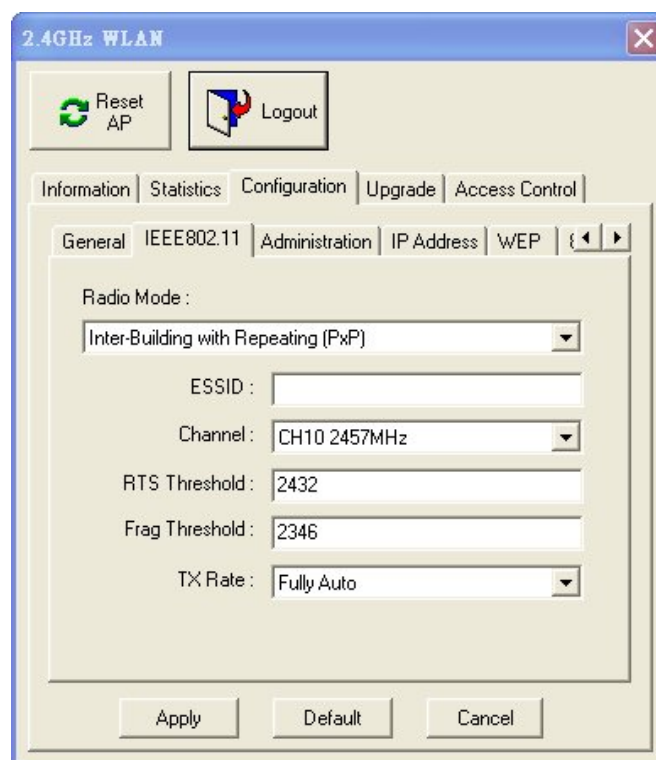 2.4GHz WLAN
Reset AP
Logout
Information Statistics Configuration Upgrade Access Control
General IEEE802.11 Administration IP Address WEP
Radio Mode :
Inter-Building with Repeating (PxP)
ESSID :
Channel : CH10 2457MHz
RTS Threshold : 2432
Frag Threshold : 2346
TX Rate : Fully Auto
Apply Default Cancel